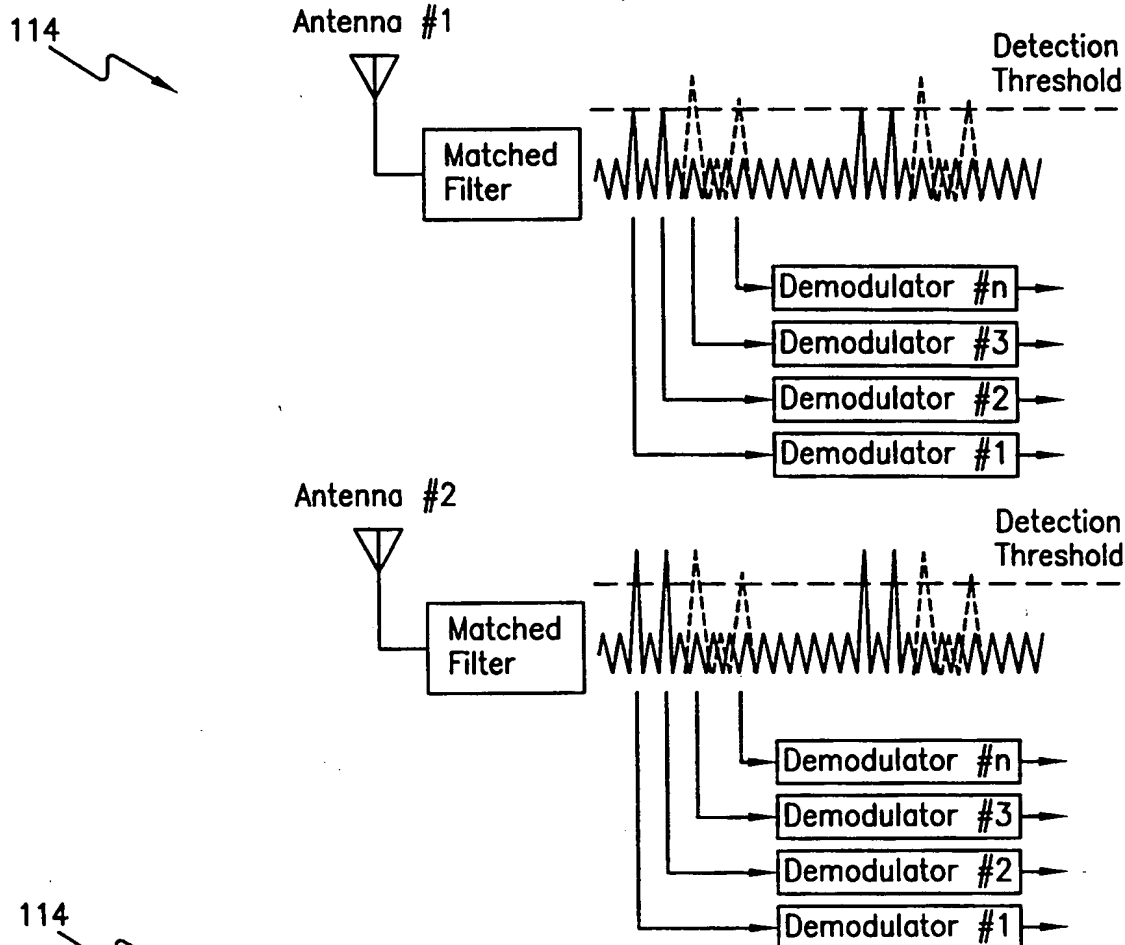 114
Antenna #1
Detection
Threshold
Matched
Filter
Demodulator #n
Demodulator #3
Demodulator #2
Demodulator #1
Antenna #2
Detection
Threshold
Matched
Filter
Demodulator #n
Demodulator #3
Demodulator #2
114
Demodulator #1